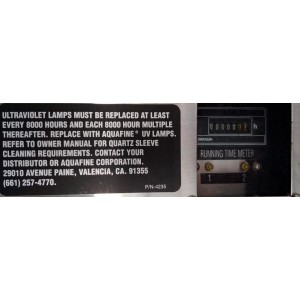 ULTRAVIOLET LAMPS MUST BE REPLACED AT LEAST
EVERY 8000 HOURS AND EACH 8000 HOUR MULTIPLE
THEREAFTER. REPLACE WITH AQUAFINE® UV LAMPS.
REFER TO OWNER MANUAL FOR QUARTZ SLEEVE
CLEANING REQUIREMENTS. CONTACT YOUR
DISTRIBUTOR OR AQUAFINE CORPORATION.
29010 AVENUE PAINE, VALENCIA, CA. 91355
(661) 257-4770.
P/N-4235
h
RUNNING TIME METER
1 2